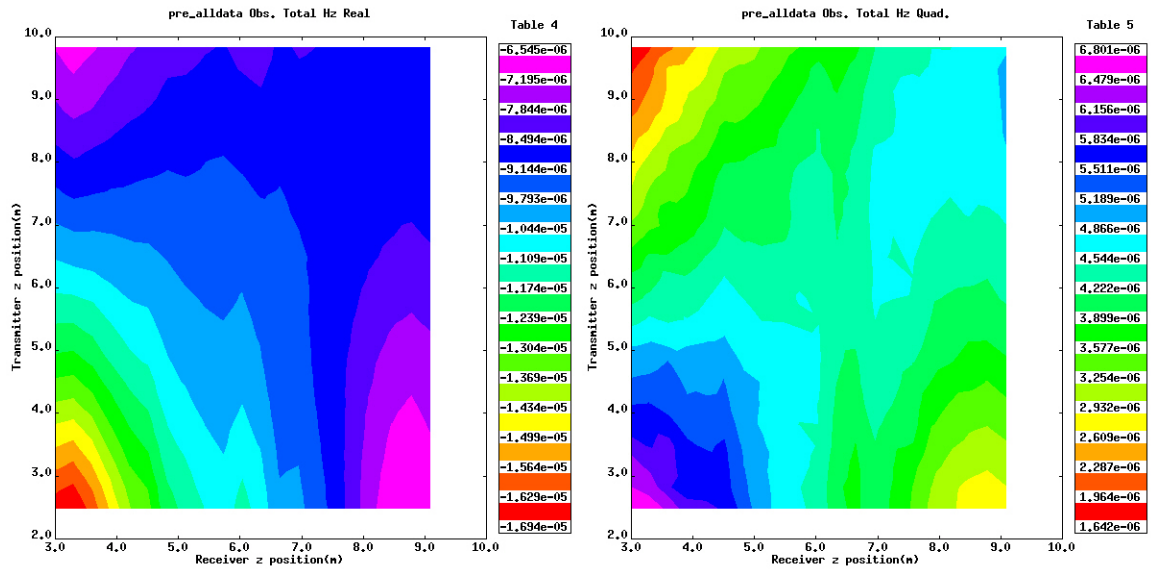 pre_alldata Obs. Total Hz Real
Table 4
10.0
9.0
8.0
7.0
6.0
5.0
4.0
3.0
2.0
Transmitter z position(m)
3.0 4.0 5.0 6.0 7.0 8.0 9.0 10.0
Receiver z position(m)
-6.545e-06
-7.195e-06
-7.844e-06
-8.494e-06
-9.144e-06
-9.793e-06
-1.044e-05
-1.109e-05
-1.174e-05
-1.239e-05
-1.304e-05
-1.369e-05
-1.434e-05
-1.499e-05
-1.564e-05
-1.629e-05
-1.694e-05
pre_alldata Obs. Total Hz Quad.
Table 5
10.0
9.0
8.0
7.0
6.0
5.0
4.0
3.0
2.0
Transmitter z position(m)
3.0 4.0 5.0 6.0 7.0 8.0 9.0 10.0
Receiver z position(m)
6.801e-06
6.479e-06
6.156e-06
5.834e-06
5.511e-06
5.189e-06
4.866e-06
4.544e-06
4.222e-06
3.899e-06
3.577e-06
3.254e-06
2.932e-06
2.609e-06
2.287e-06
1.964e-06
1.642e-06